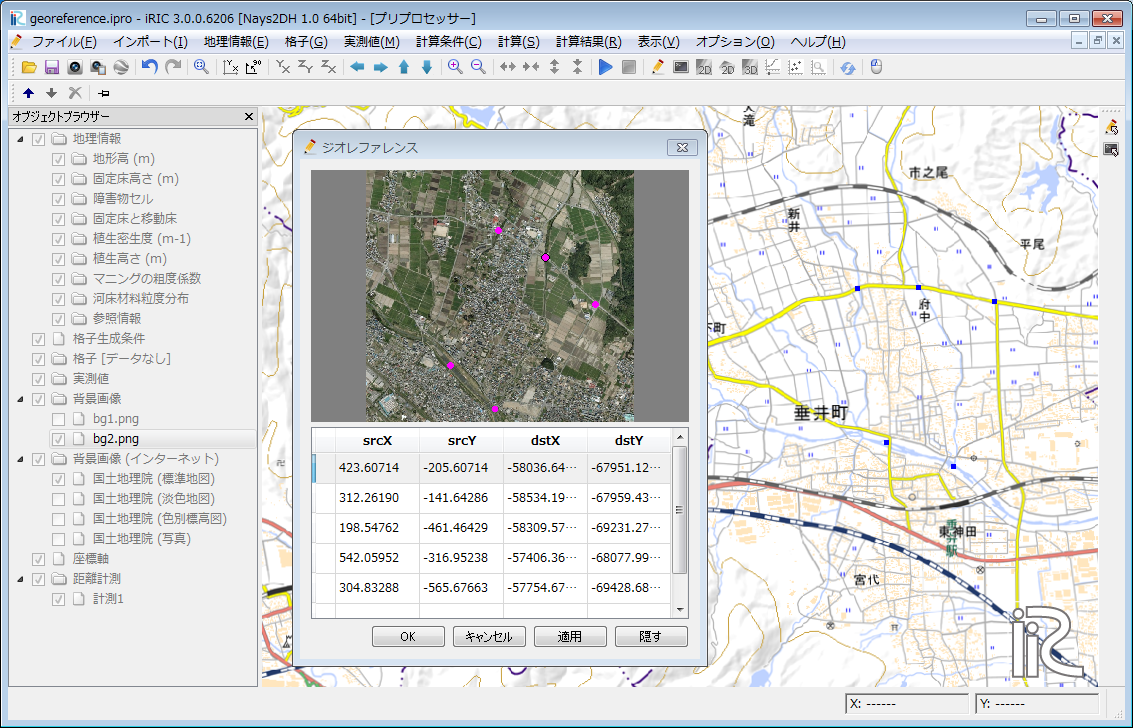 georeference.ipro - iRIC 3.0.0.6206 [Nays2DH 1.0 64bit] - [プリプロセッサー]
ファイル(F) インポート(I) 地理情報(E) 格子(G) 実測値(M) 計算条件(C) 計算(S) 計算結果(R) 表示(V) オプション(O) ヘルプ(H)
オブジェクトブラウザー
地理情報
地形高 (m)
固定床高さ (m)
障害物セル
固定床と移動床
植生密生度 (m-1)
植生高さ (m)
マニングの粗度係数
河床材料粒度分布
参照情報
格子生成条件
格子 [データなし]
実測値
背景画像
bg1.png
bg2.png
背景画像 (インターネット)
国土地理院 (標準地図)
国土地理院 (淡色地図)
国土地理院 (色別標高図)
国土地理院 (写真)
座標軸
距離計測
計測1
ジオレファレンス
srcX srcY dstX dstY
423.60714 -205.60714 -58036.64… -67951.12…
312.26190 -141.64286 -58534.19… -67959.43…
198.54762 -461.46429 -58309.57… -69231.27…
542.05952 -316.95238 -57406.36… -68077.99…
304.83288 -565.67663 -57754.67… -69428.68…
OK キャンセル 適用 隠す
滝
市之尾
新井
平尾
府中
下町
垂井町
垂井駅
東神田
宮代
iRIC
X: ------ Y: ------